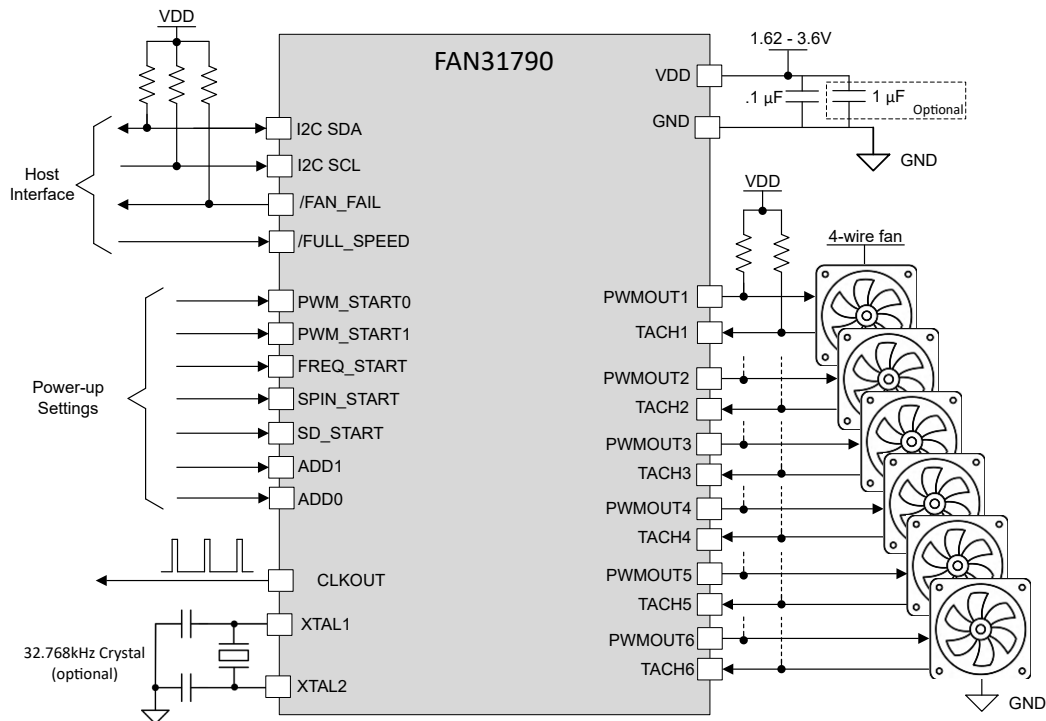 VDD
FAN31790
1.62 - 3.6V
VDD
.1 µF
1 µF
Optional
GND
GND
Host
Interface
I2C SDA
I2C SCL
/FAN_FAIL
/FULL_SPEED
VDD
4-wire fan
Power-up
Settings
PWM_START0
PWM_START1
FREQ_START
SPIN_START
SD_START
ADD1
ADD0
PWMOUT1
TACH1
PWMOUT2
TACH2
PWMOUT3
TACH3
PWMOUT4
TACH4
PWMOUT5
TACH5
PWMOUT6
TACH6
CLKOUT
XTAL1
32.768kHz Crystal
(optional)
XTAL2
GND